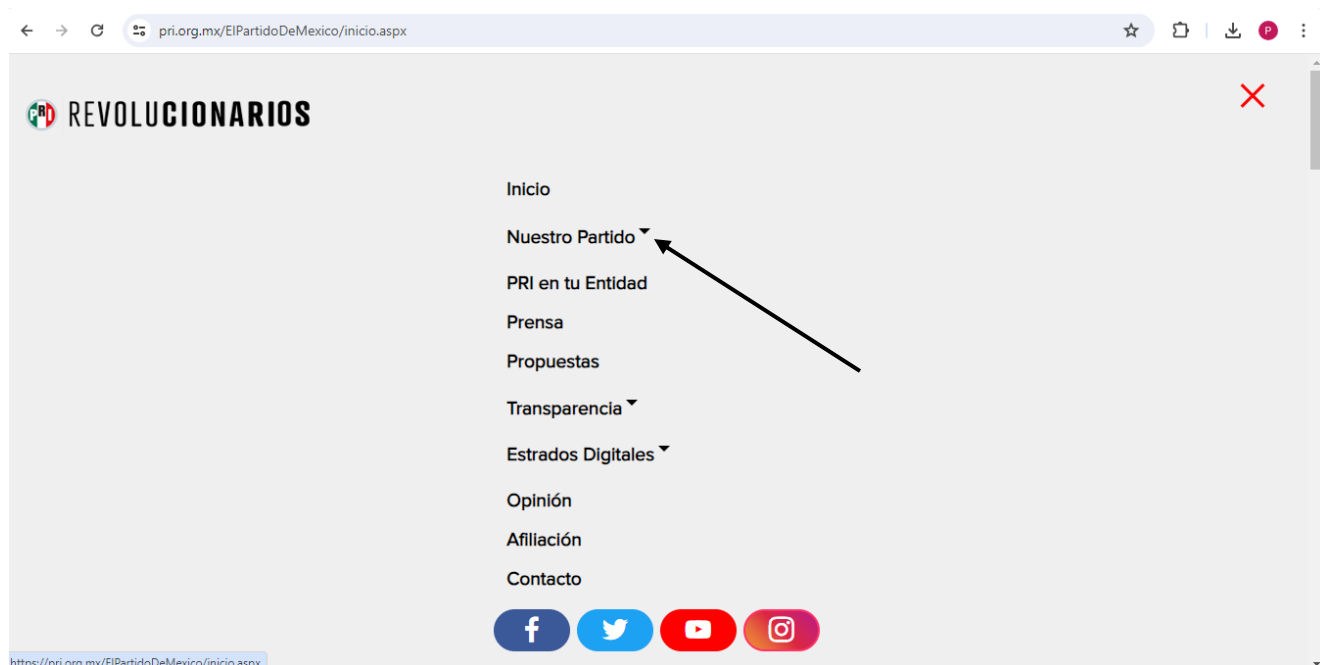 pri.org.mx/ElPartidoDeMexico/inicio.aspx
P
PRI REVOLUCIONARIOS
Inicio
Nuestro Partido
PRI en tu Entidad
Prensa
Propuestas
Transparencia
Estrados Digitales
Opinión
Afiliación
Contacto
https://pri.org.mx/ElPartidoDeMexico/inicio.aspx